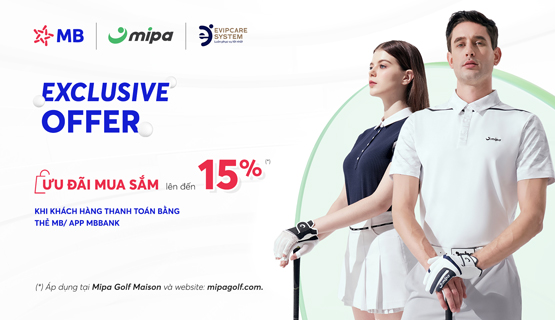 MB
mipa
EVIPCARE
SYSTEM
EXCLUSIVE
OFFER
ƯU ĐÃI MUA SẮM lên đến 15% (*)
KHI KHÁCH HÀNG THANH TOÁN BẰNG
THẺ MB/ APP MBBANK
(*) Áp dụng tại Mipa Golf Maison và website: mipagolf.com.
mipa